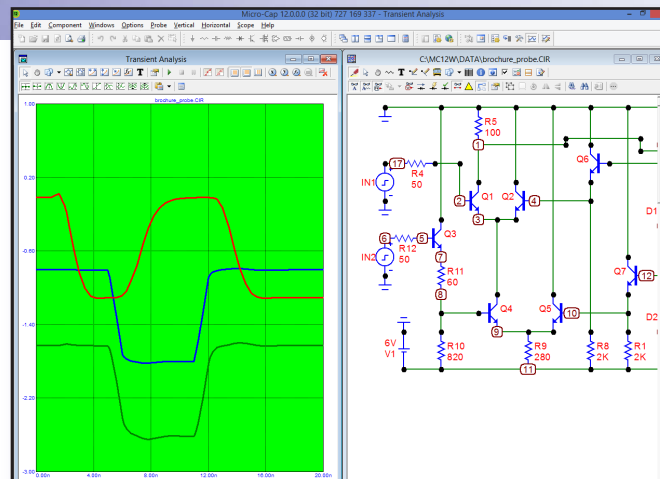 Micro-Cap 12.0.0.0 (32 bit) 727 169 337 - Transient Analysis
File Edit Component Windows Options Probe Vertical Horizontal Scope Help
Transient Analysis
brochure_probe.CIR
1.00
0.20
-0.60
-1.40
-2.20
-3.00
0.00n 4.00n 8.00n 12.00n 16.00n 20.00n
C:\MC12W\DATA\brochure_probe.CIR
R5
100
1
Q6
17
R4
50
IN1
2
Q1
Q2
4
3
D1
6
5
Q3
IN2
R12
50
7
R11
60
8
Q7
12
Q4
Q5
10
9
D2
6V
V1
R10
820
R9
280
R8
2K
R1
2K
11